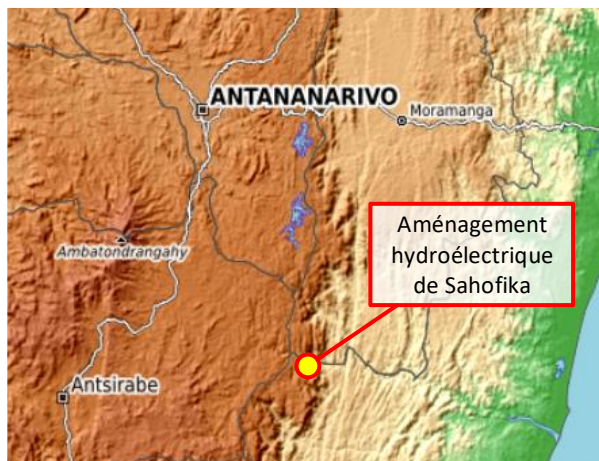 ANTANANARIVO
Moramanga
Aménagement
hydroélectrique
de Sahofika
Ambatondrangahy
Antsirabe